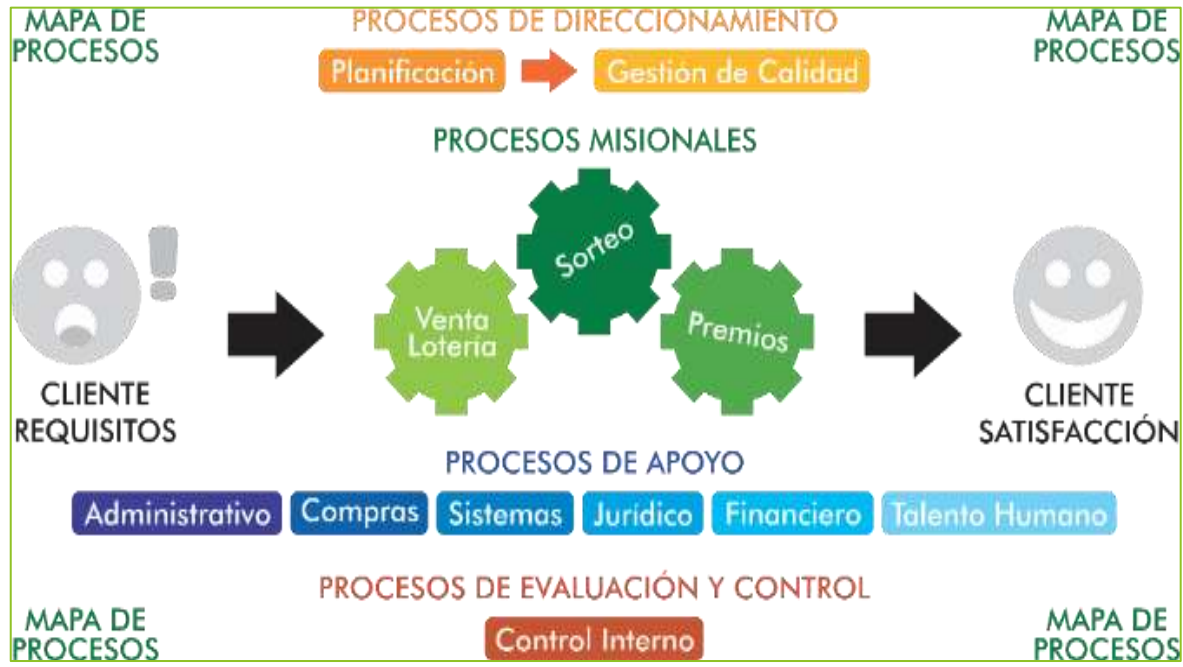 MAPA DE
PROCESOS
PROCESOS DE DIRECCIONAMIENTO
MAPA DE
PROCESOS
Planificación
Gestión de Calidad
PROCESOS MISIONALES
Sorteo
Venta
Lotería
Premios
!
CLIENTE
REQUISITOS
CLIENTE
SATISFACCIÓN
PROCESOS DE APOYO
Administrativo
Compras
Sistemas
Jurídico
Financiero
Talento Humano
PROCESOS DE EVALUACIÓN Y CONTROL
MAPA DE
PROCESOS
Control Interno
MAPA DE
PROCESOS